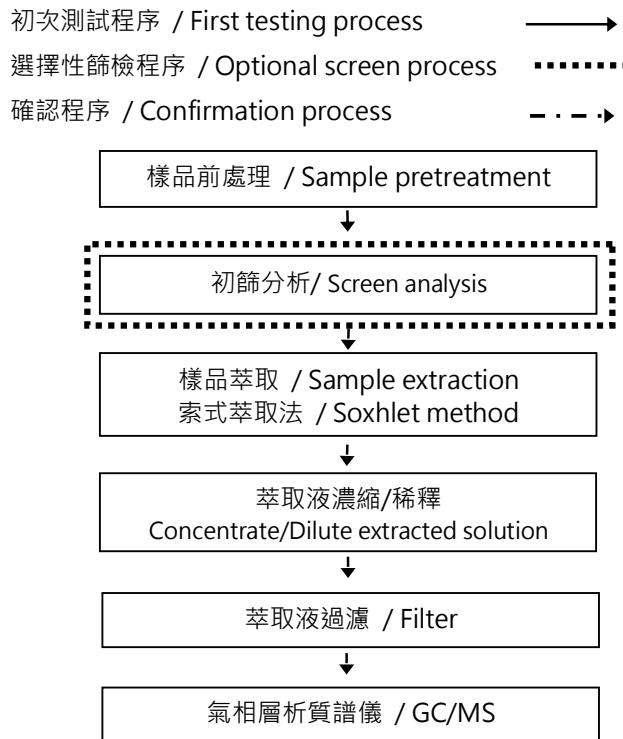 初次測試程序 / First testing process
選擇性篩檢程序 / Optional screen process
確認程序 / Confirmation process
樣品前處理 / Sample pretreatment
初篩分析/ Screen analysis
樣品萃取 / Sample extraction
索式萃取法 / Soxhlet method
萃取液濃縮/稀釋
Concentrate/Dilute extracted solution
萃取液過濾 / Filter
氣相層析質譜儀 / GC/MS